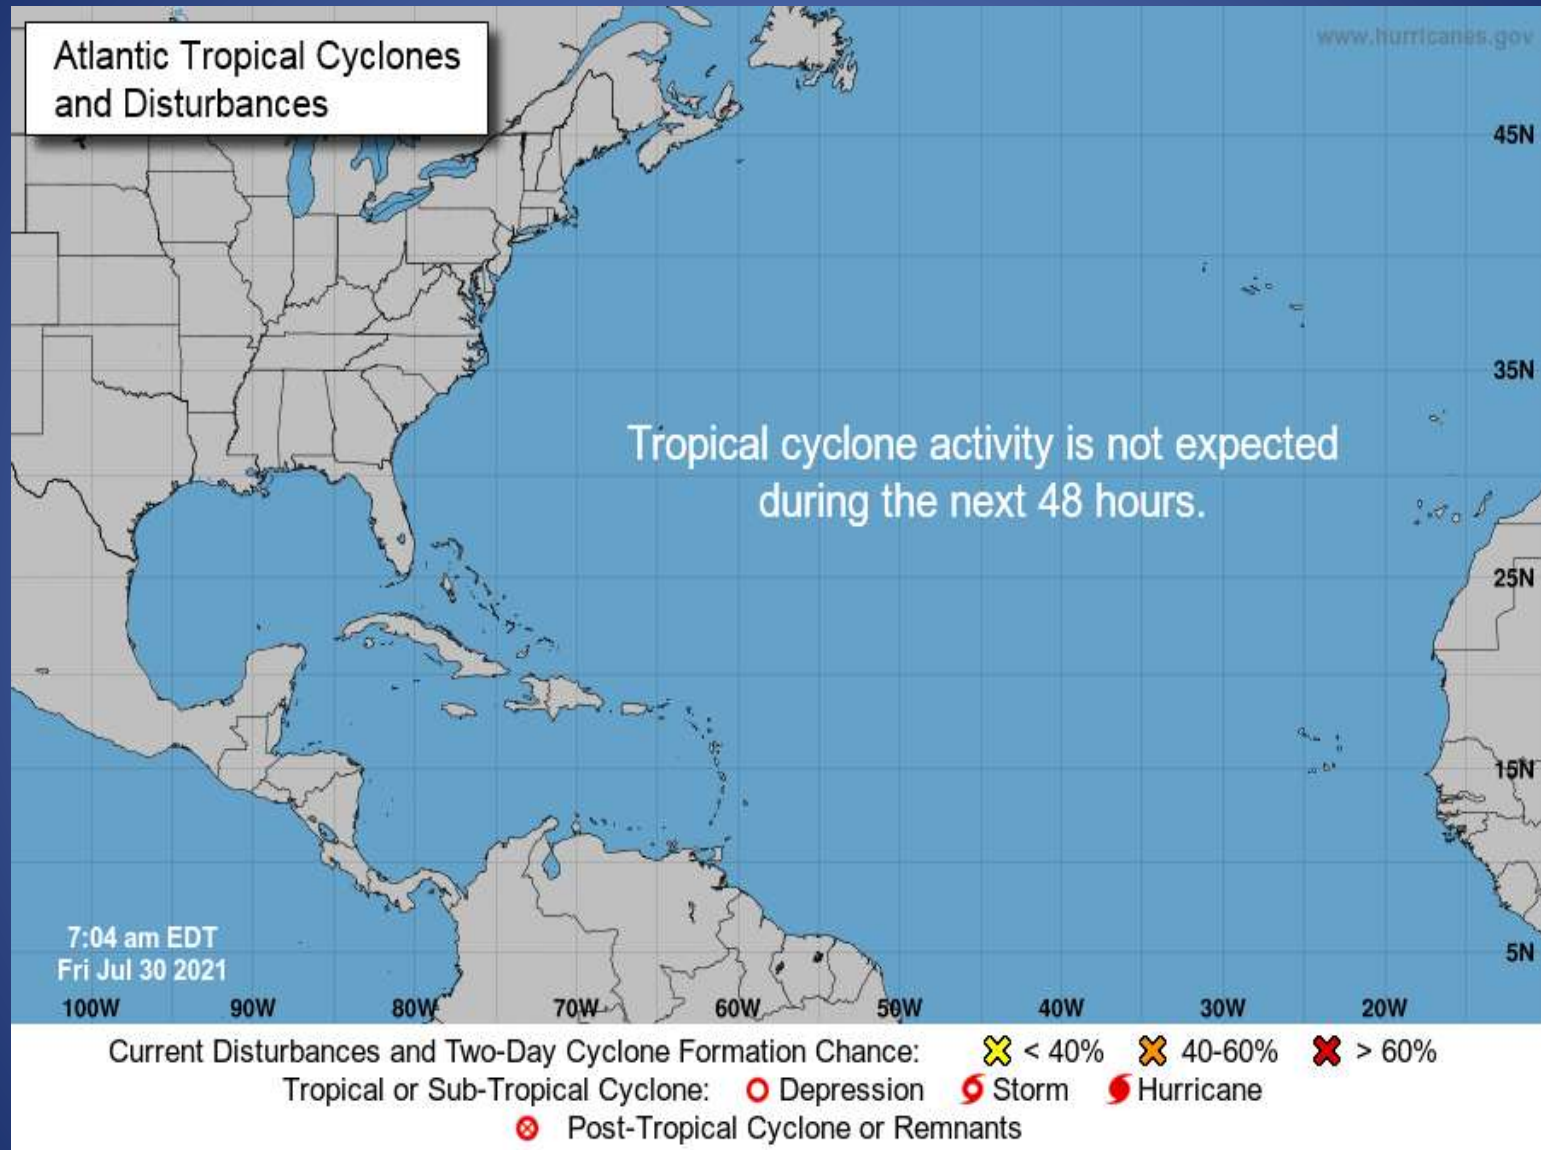 Atlantic Tropical Cyclones
and Disturbances
www.hurricanes.gov
45N
35N
Tropical cyclone activity is not expected
during the next 48 hours.
25N
15N
7:04 am EDT
Fri Jul 30 2021
5N
100W 90W 80W 70W 60W 50W 40W 30W 20W
Current Disturbances and Two-Day Cyclone Formation Chance: < 40% 40-60% > 60%
Tropical or Sub-Tropical Cyclone: Depression Storm Hurricane
Post-Tropical Cyclone or Remnants